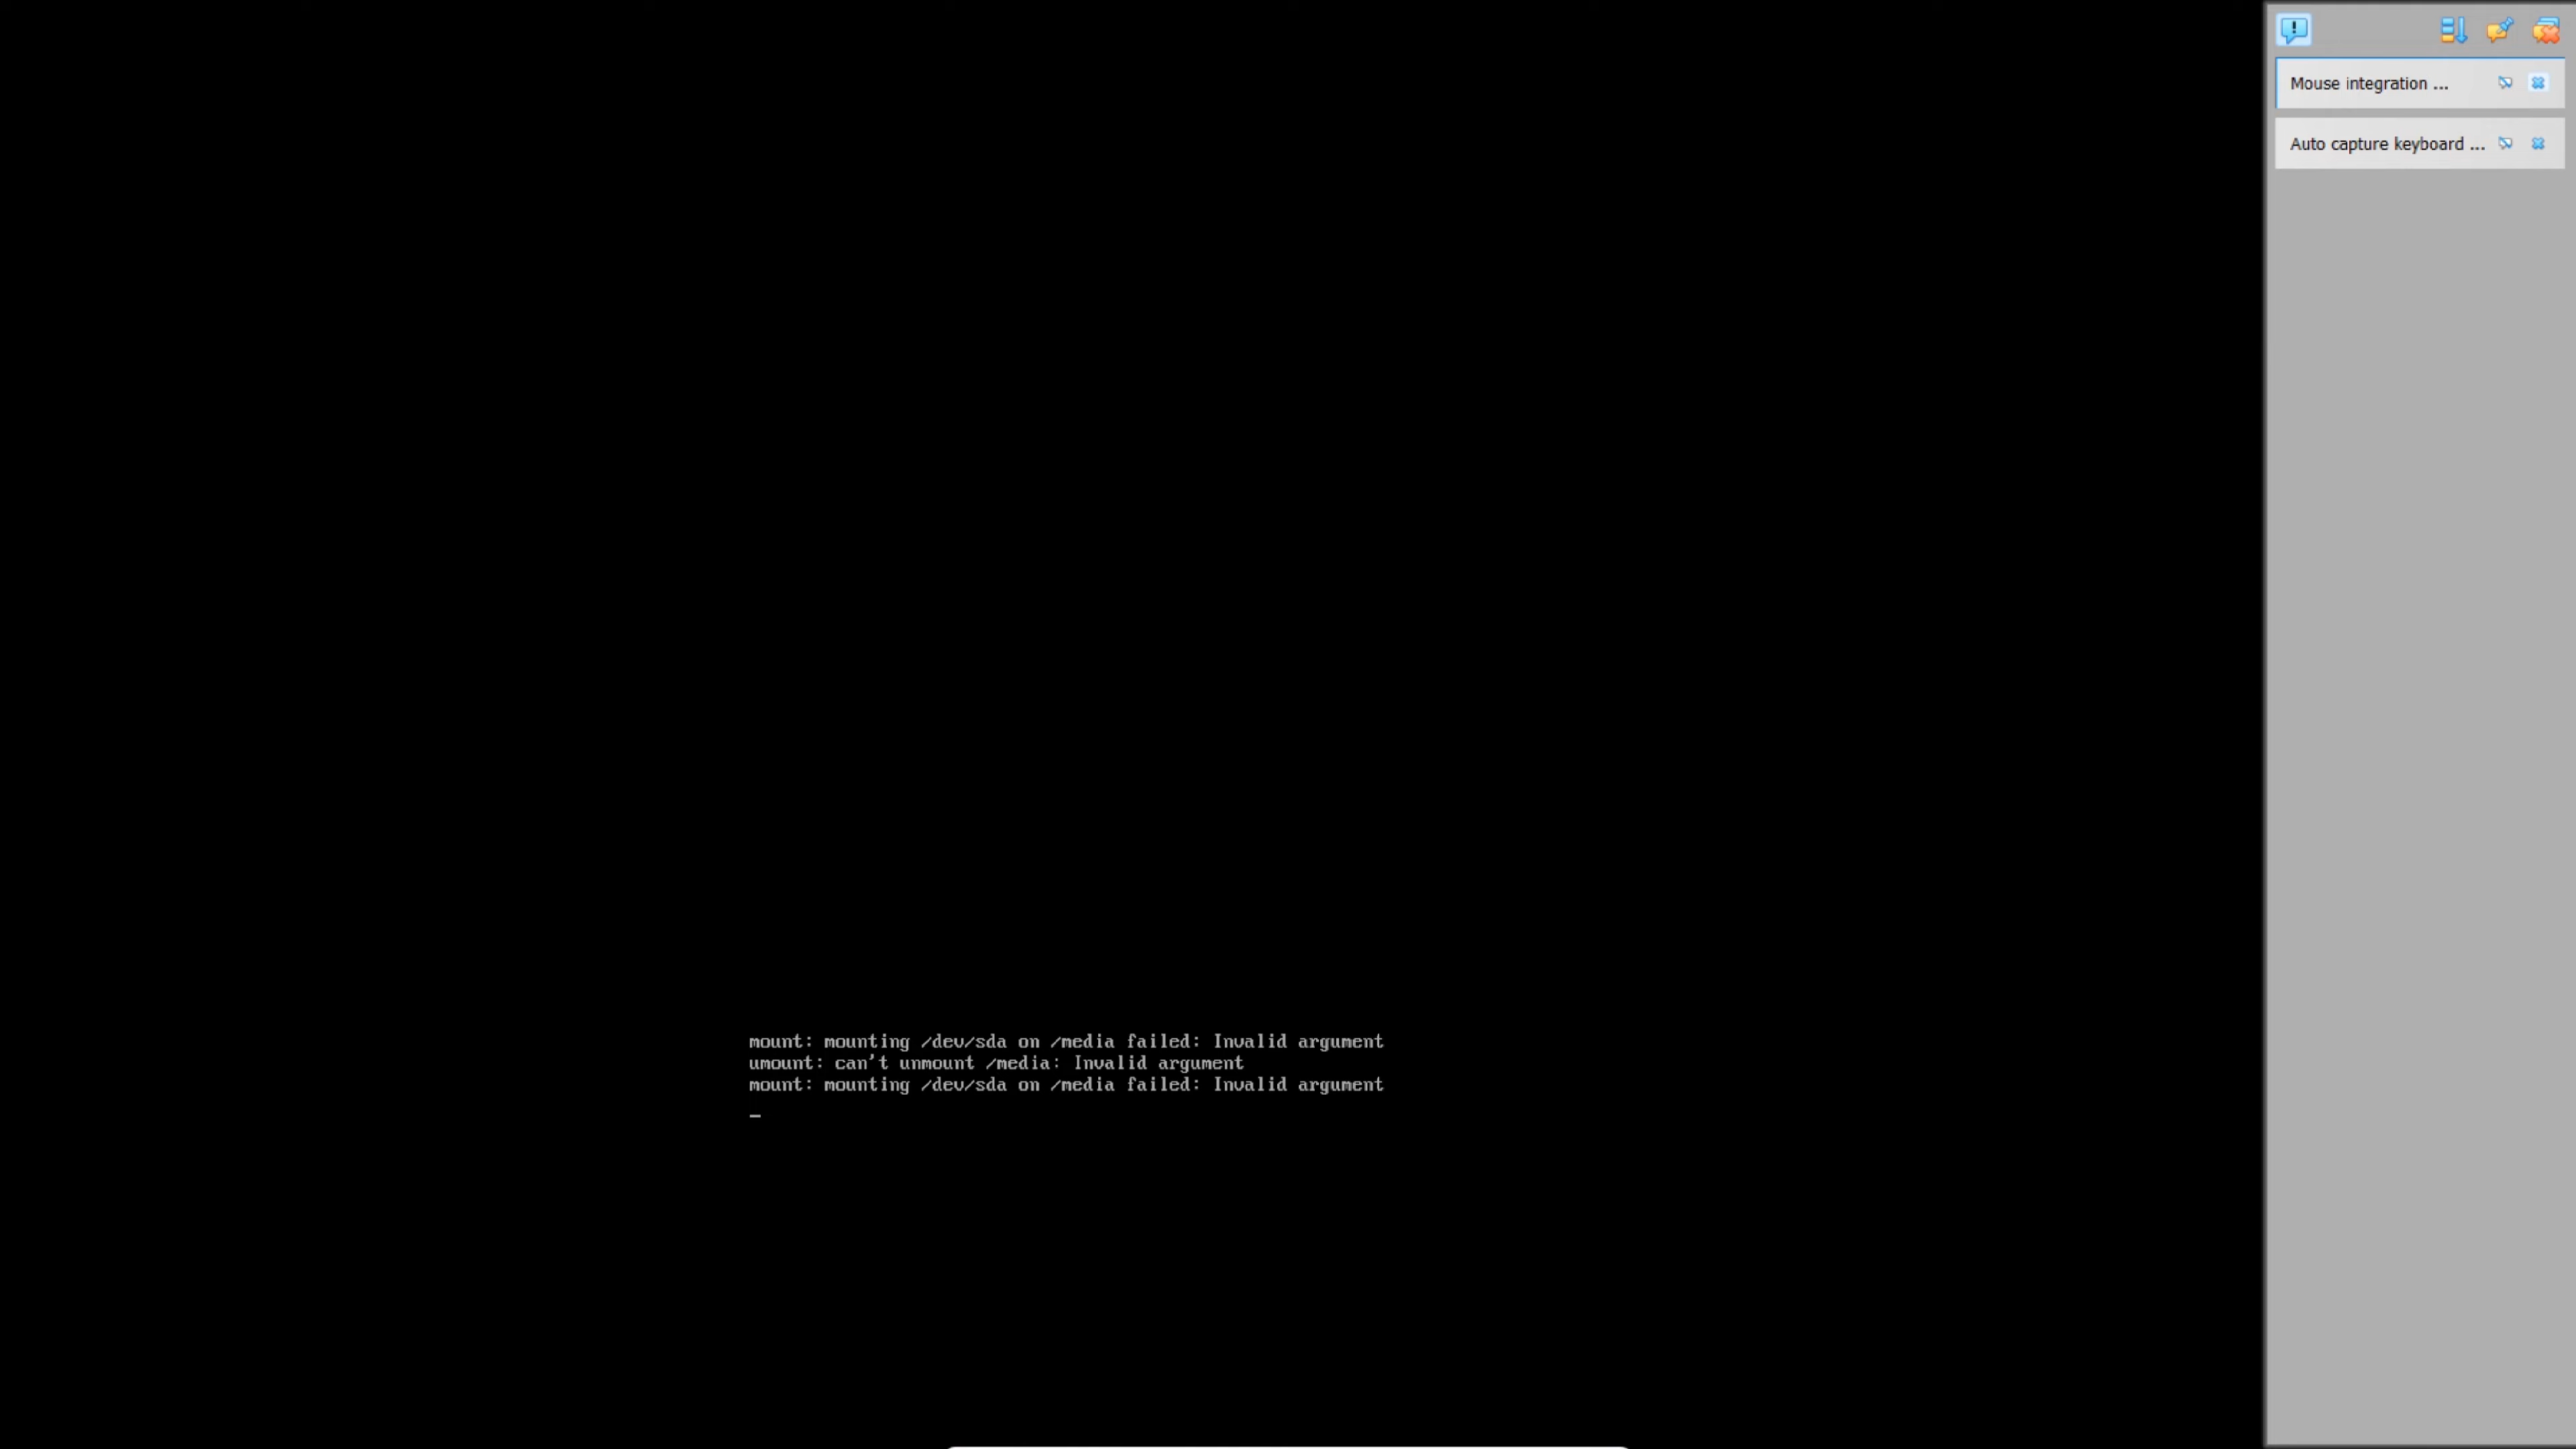 Mouse integration ...
Auto capture keyboard ...
mount: mounting /dev/sda on /media failed: Invalid argument
umount: can't unmount /media: Invalid argument
mount: mounting /dev/sda on /media failed: Invalid argument
_